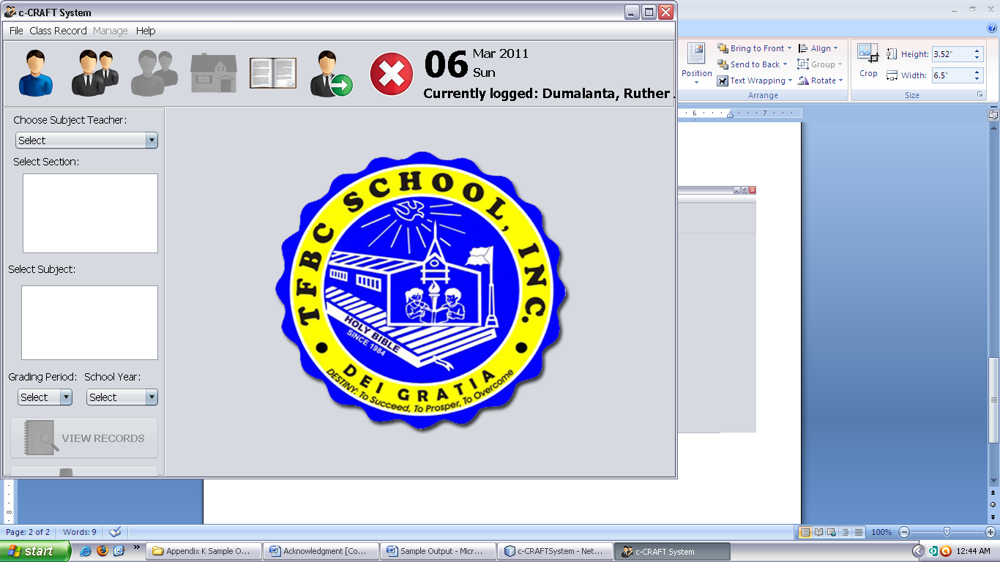 c-CRAFT System
File Class Record Manage Help
06 Mar 2011
Sun
Currently logged: Dumalanta, Ruther .
Choose Subject Teacher:
Select
Select Section:
Select Subject:
Grading Period: School Year:
Select Select
VIEW RECORDS
TFBC SCHOOL, INC.
HOLY BIBLE
SINCE 1984
DEI GRATIA
DESTINY: To Succeed, To Prosper, To Overcome
Position
Bring to Front
Send to Back
Text Wrapping
Align
Group
Rotate
Arrange
Crop
Height: 3.52"
Width: 6.5"
Size
6 7
Page: 2 of 2 Words: 9
100%
start
Appendix K Sample O...
Acknowledgment [Co...
Sample Output - Micr...
c-CRAFTSystem - Net...
c-CRAFT System
12:44 AM